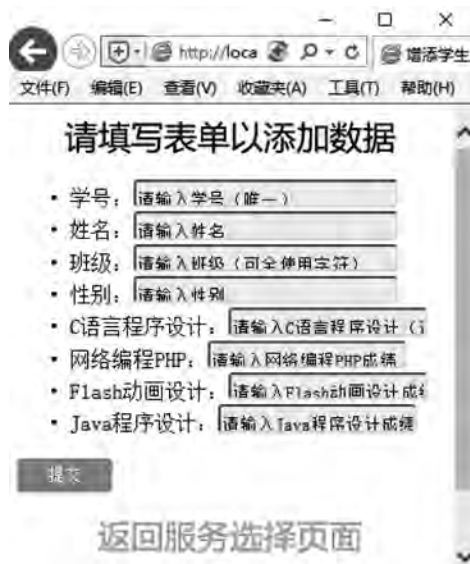 http://loca
增添学生
文件(F) 编辑(E) 查看(V) 收藏夹(A) 工具(T) 帮助(H)
请填写表单以添加数据
• 学号：请输入学号（唯一）
• 姓名：请输入姓名
• 班级：请输入班级（可全使用字符）
• 性别：请输入性别
• C语言程序设计：请输入C语言程序设计（
• 网络编程PHP：请输入网络编程PHP成绩
• Flash动画设计：请输入Flash动画设计成
• Java程序设计：请输入Java程序设计成绩
提交
返回服务选择页面